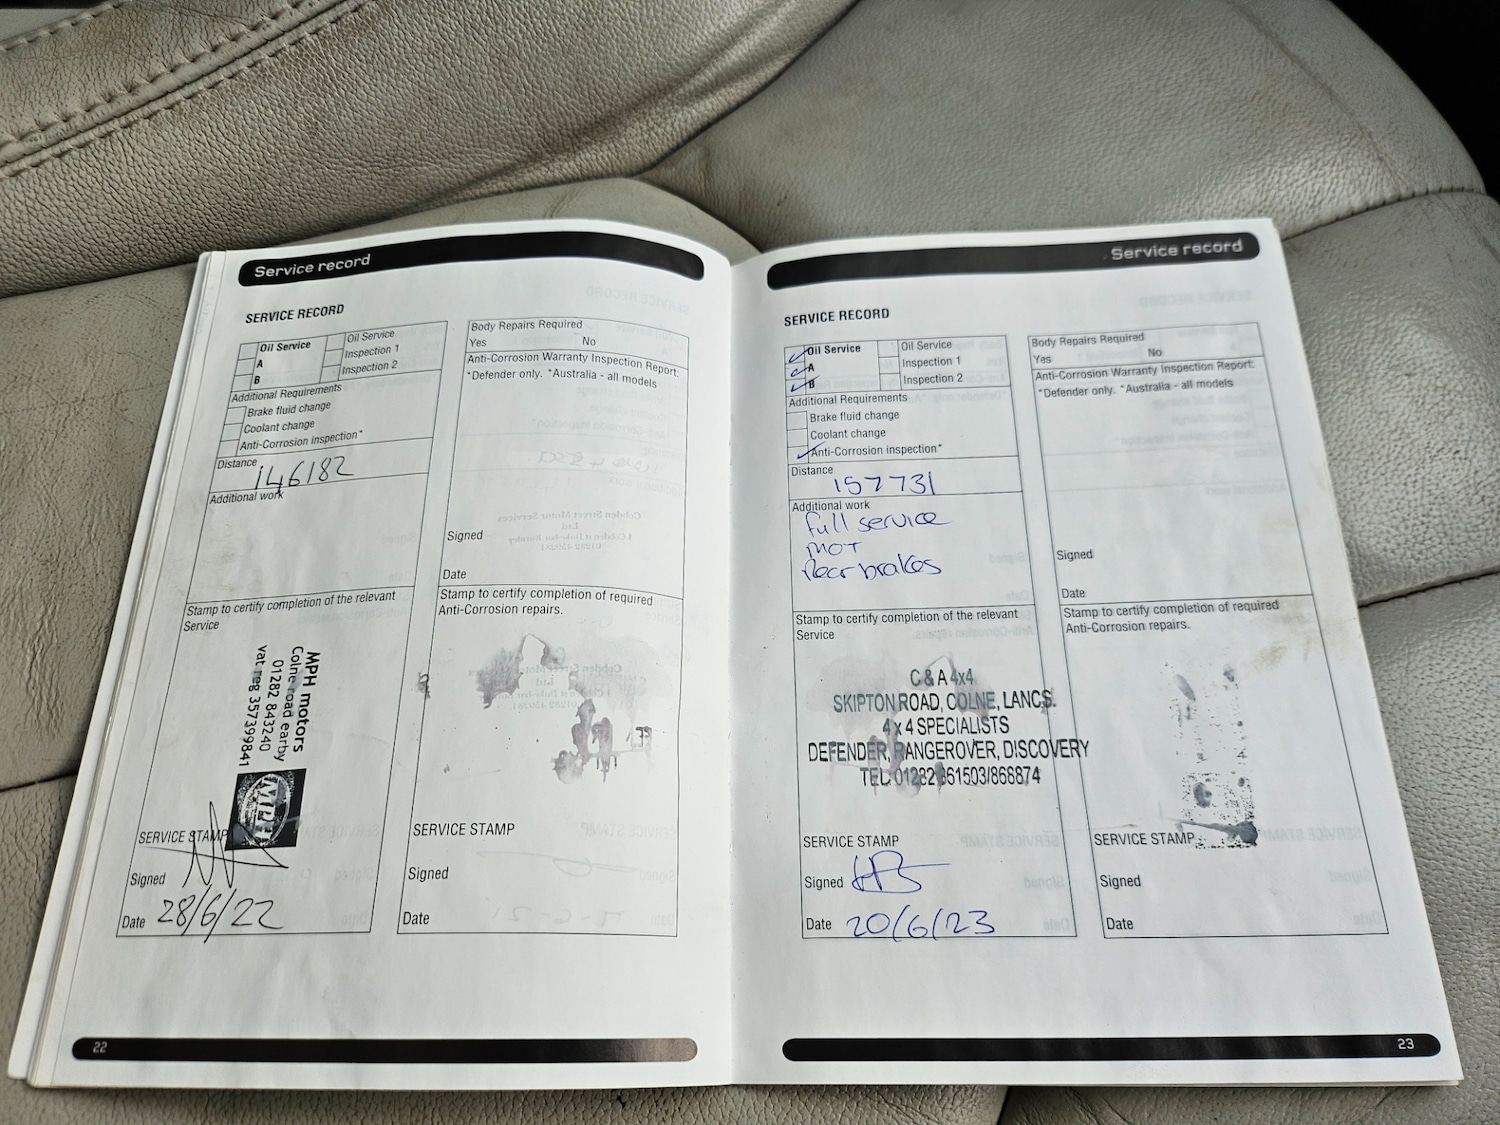 Service record
SERVICE RECORD
Oil Service
A
B
Oil Service
Inspection 1
Inspection 2
Additional Requirements
Brake fluid change
Coolant change
Anti-Corrosion inspection*
Distance
146182
Additional work
Stamp to certify completion of the relevant
Service
MPH motors
Colne road earby
01282 843240
vat reg 357399841
MPH
SERVICE STAMP
Signed
Date 28/6/22
Body Repairs Required
Yes No
Anti-Corrosion Warranty Inspection Report:
*Defender only. *Australia - all models
Signed
Date
Stamp to certify completion of required
Anti-Corrosion repairs.
SERVICE STAMP
Signed
Date
22
Service record
SERVICE RECORD
Oil Service
A
B
Oil Service
Inspection 1
Inspection 2
Additional Requirements
Brake fluid change
Coolant change
Anti-Corrosion inspection*
Distance
157731
Additional work
Full service
MOT
Rear brakes
Stamp to certify completion of the relevant
Service
C & A 4x4
SKIPTON ROAD, COLNE, LANCS.
4 x 4 SPECIALISTS
DEFENDER, RANGEROVER, DISCOVERY
TEL: 01282 861503/868874
SERVICE STAMP
Signed
Date 20/6/23
Body Repairs Required
Yes No
Anti-Corrosion Warranty Inspection Report:
*Defender only. *Australia - all models
Signed
Date
Stamp to certify completion of required
Anti-Corrosion repairs.
SERVICE STAMP
Signed
Date
23